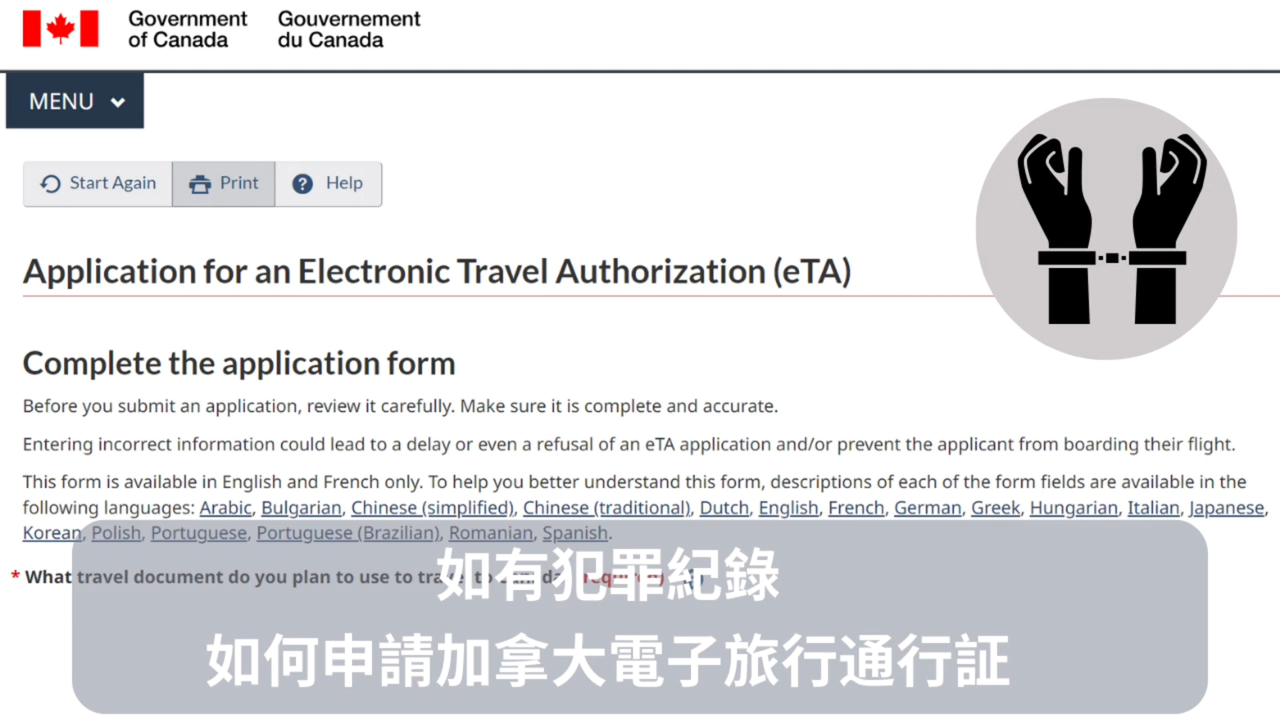 Government of Canada
Gouvernement du Canada
MENU
Start Again
Print
Help
Application for an Electronic Travel Authorization (eTA)
Complete the application form
Before you submit an application, review it carefully. Make sure it is complete and accurate.
Entering incorrect information could lead to a delay or even a refusal of an eTA application and/or prevent the applicant from boarding their flight.
This form is available in English and French only. To help you better understand this form, descriptions of each of the form fields are available in the
following languages: Arabic, Bulgarian, Chinese (simplified), Chinese (traditional), Dutch, English, French, German, Greek, Hungarian, Italian, Japanese,
Korean, Polish, Portuguese, Portuguese (Brazilian), Romanian, Spanish.
* What travel document do you plan to use to
如有犯罪紀錄
如何申請加拿大電子旅行通行証